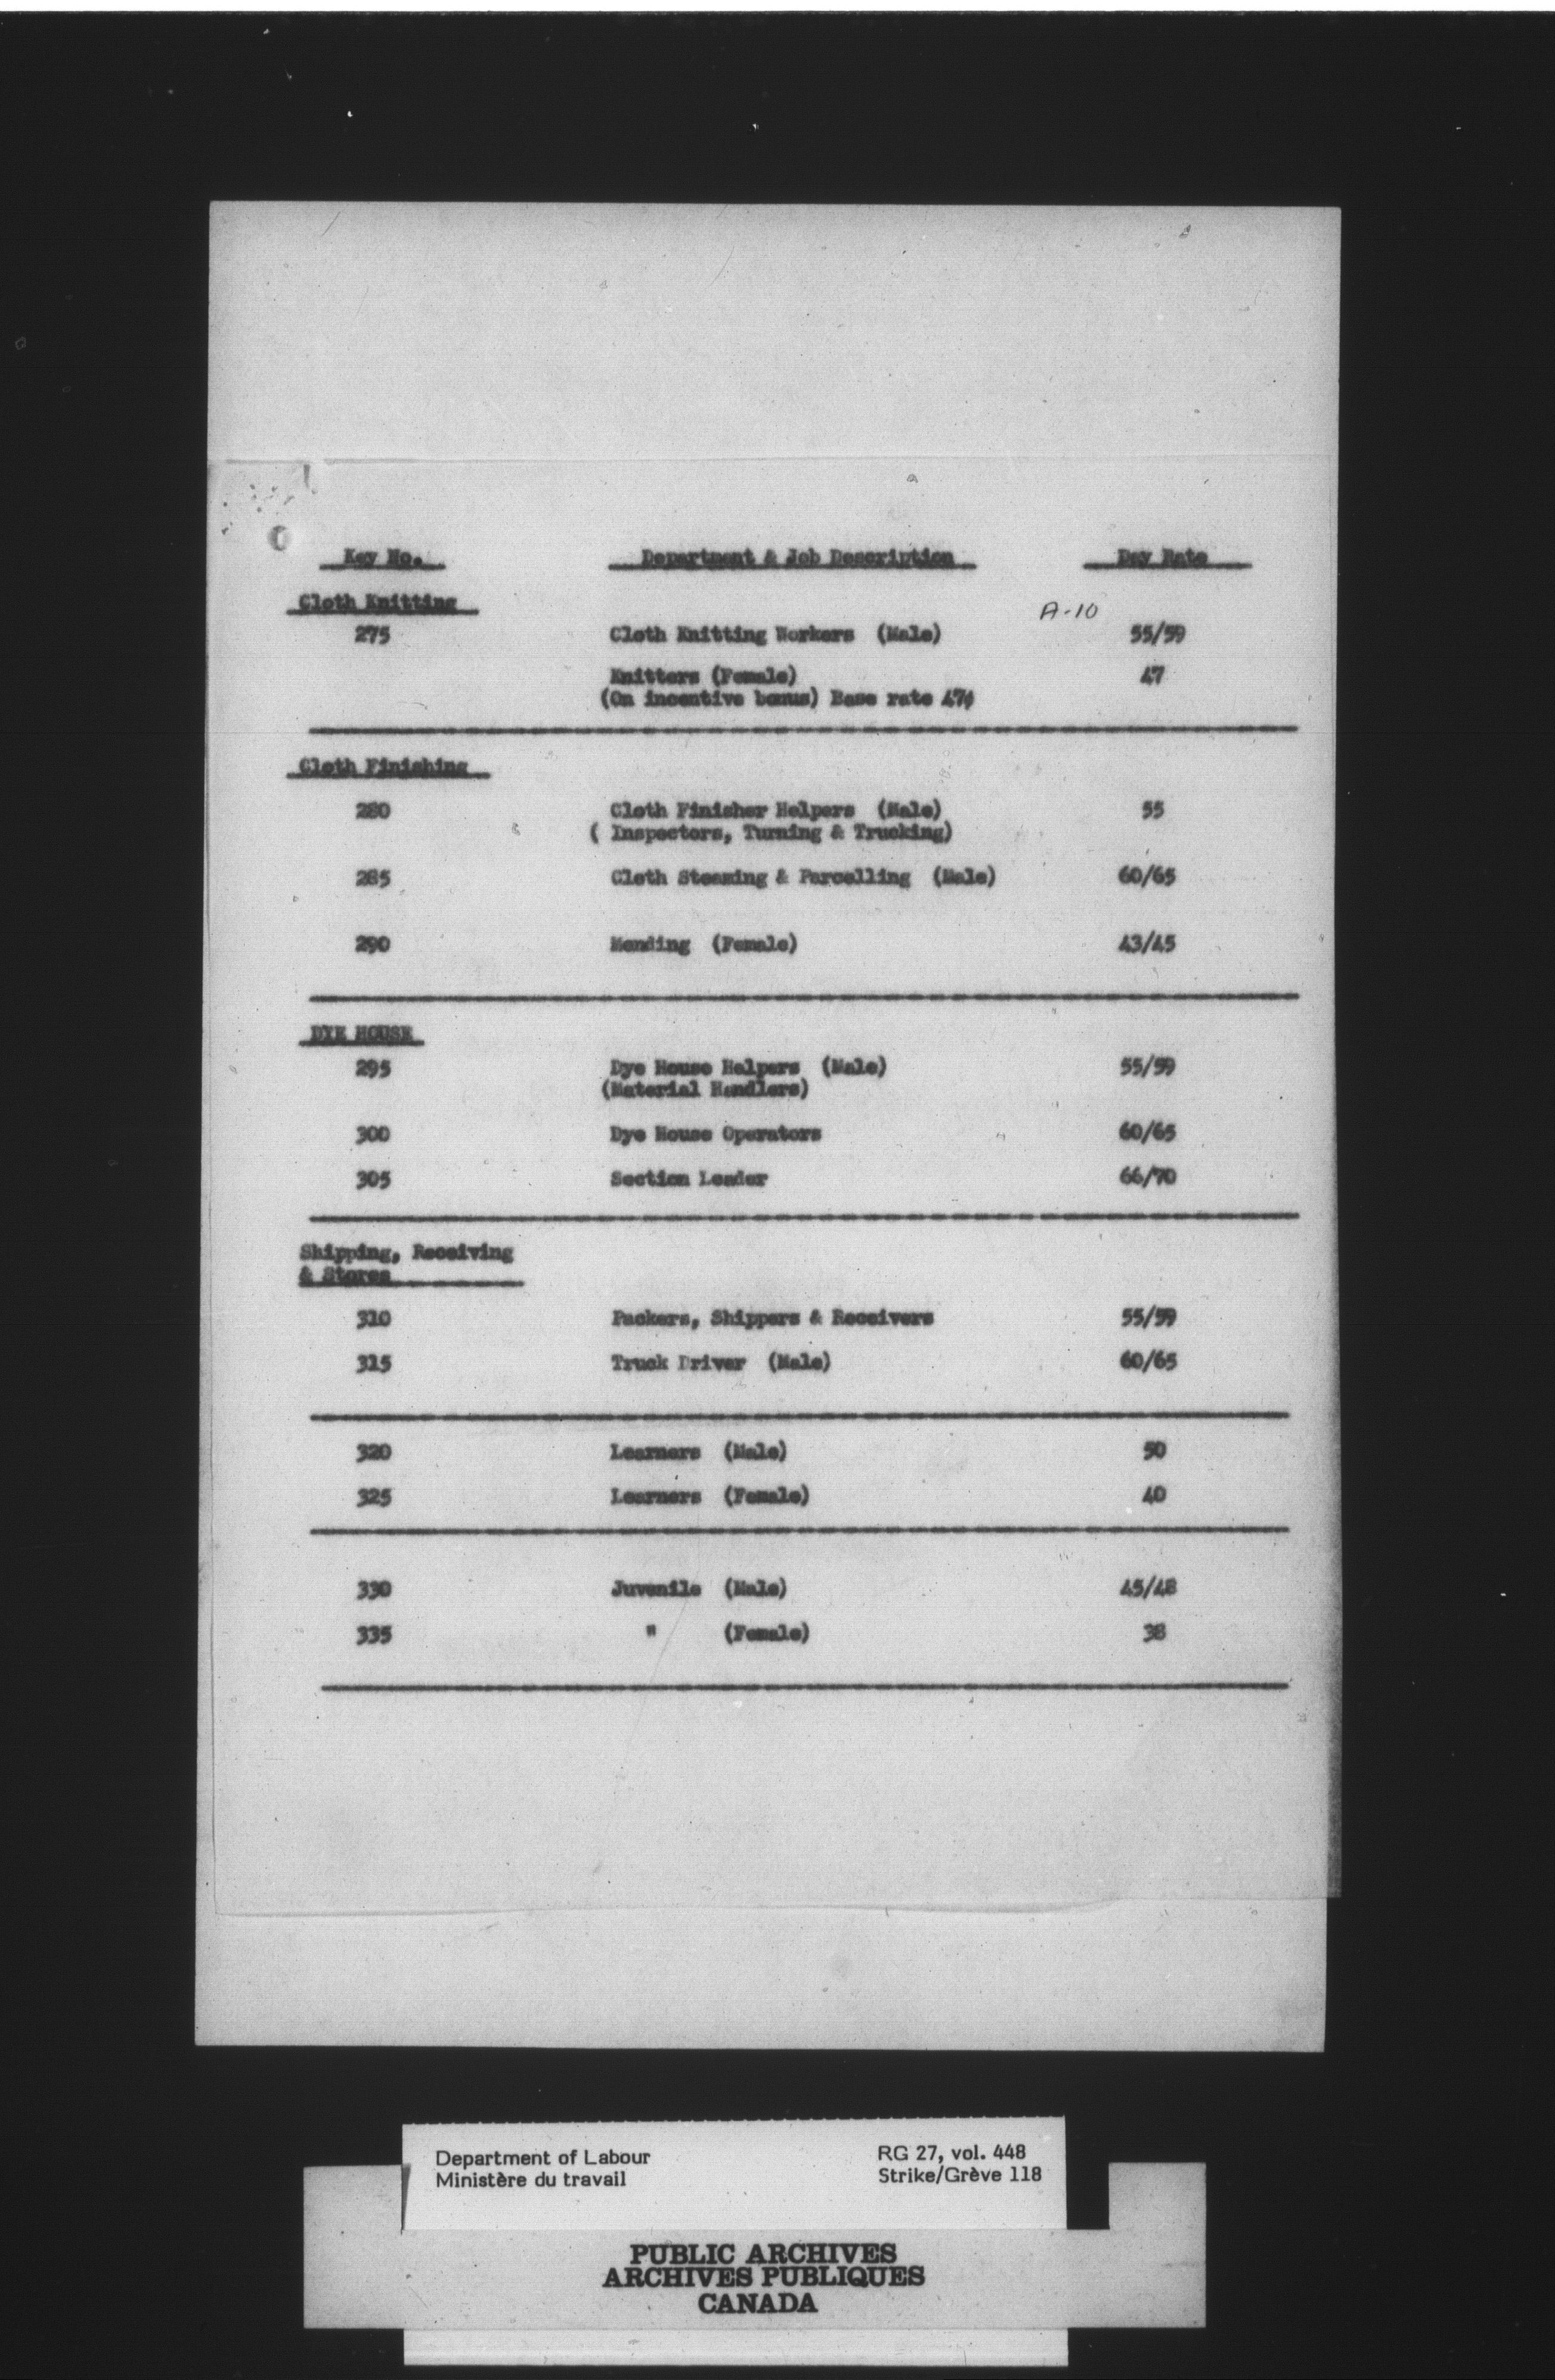 Key No. Department & Job Description Day Rate
Cloth Knitting
A-10
275 Cloth Knitting Workers (Male) 55/59
Knitters (Female) 47
(On incentive bonus) Base rate 47¢
Cloth Finishing
280 Cloth Finisher Helpers (Male) 55
( Inspectors, Turning & Trucking)
285 Cloth Steaming & Parcelling (Male) 60/65
290 Mending (Female) 43/45
DYE HOUSE
295 Dye House Helpers (Male) 55/59
(Material Handlers)
300 Dye House Operators 60/65
305 Section Leader 66/70
Shipping, Receiving
& Stores
310 Packers, Shippers & Receivers 55/59
315 Truck Driver (Male) 60/65
320 Learners (Male) 50
325 Learners (Female) 40
330 Juvenile (Male) 45/48
335 " (Female) 38
Department of Labour RG 27, vol. 448
Ministère du travail Strike/Grève 118
PUBLIC ARCHIVES
ARCHIVES PUBLIQUES
CANADA